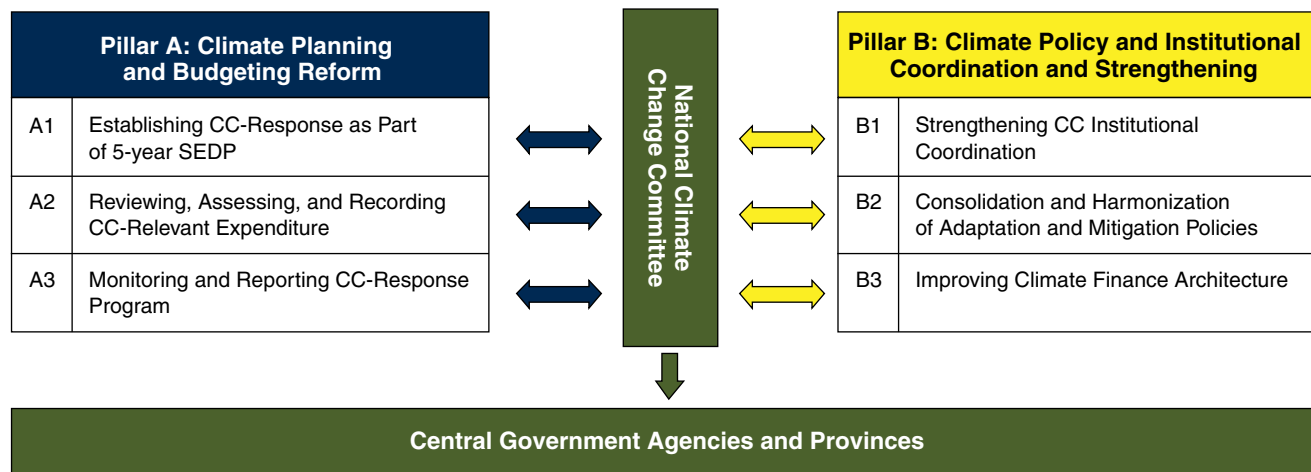 Pillar A: Climate Planning
and Budgeting Reform
A1
Establishing CC-Response as Part
of 5-year SEDP
A2
Reviewing, Assessing, and Recording
CC-Relevant Expenditure
A3
Monitoring and Reporting CC-Response
Program
National Climate
Change Committee
Pillar B: Climate Policy and Institutional
Coordination and Strengthening
B1
Strengthening CC Institutional
Coordination
B2
Consolidation and Harmonization
of Adaptation and Mitigation Policies
B3
Improving Climate Finance Architecture
Central Government Agencies and Provinces